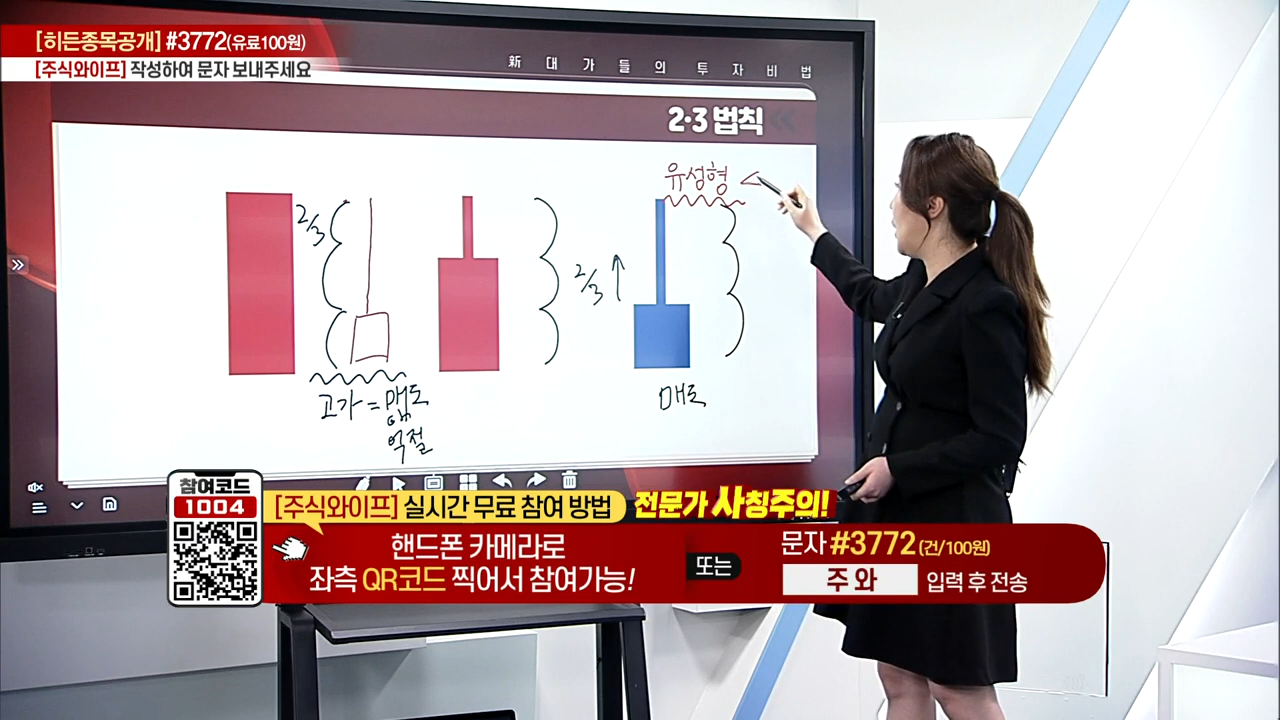 [히든종목공개] #3772(유료100원)
[주식와이프] 작성하여 문자 보내주세요
新 대 가 들 의 투 자 비 법
2·3 법칙
유성형
2/3
2/3
고가 =
매도
참여코드
1004
[주식와이프] 실시간 무료 참여 방법
전문가 사칭주의!
핸드폰 카메라로
좌측 QR코드 찍어서 참여가능!
또는
문자 #3772 (건/100원)
주 와 입력 후 전송